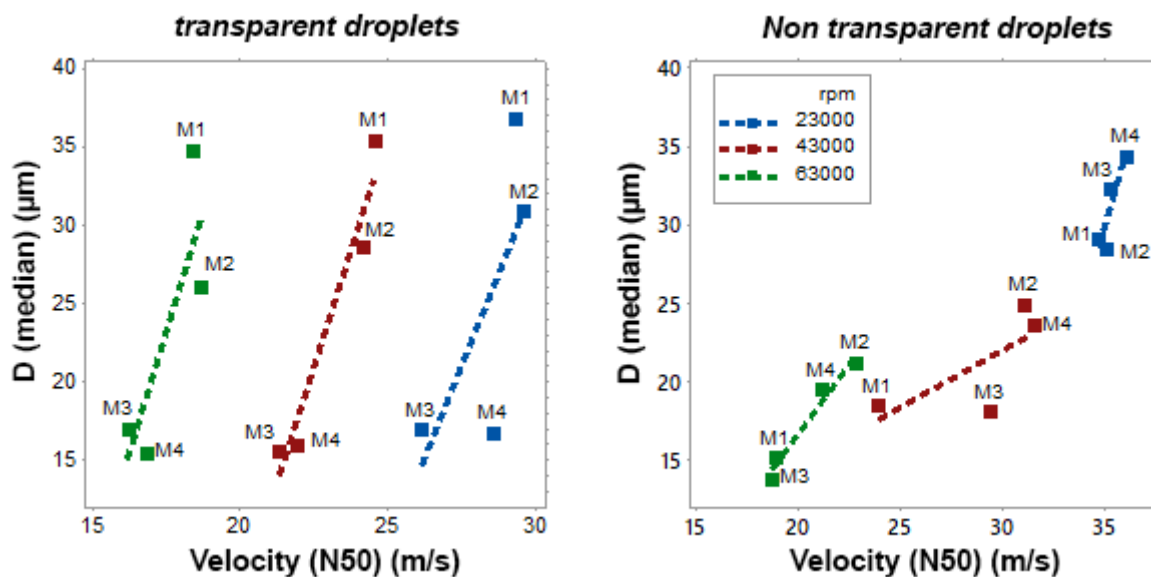 transparent droplets
D (median) (µm)
40
35
30
25
20
15
M1
M2
M3
M4
M1
M2
M3
M4
M1
M2
M3
M4
15
20
25
30
Velocity (N50) (m/s)
Non transparent droplets
D (median) (µm)
40
35
30
25
20
15
rpm
23000
43000
63000
M4
M3
M1
M2
M2
M4
M1
M3
M2
M4
M1
M3
20
25
30
35
Velocity (N50) (m/s)